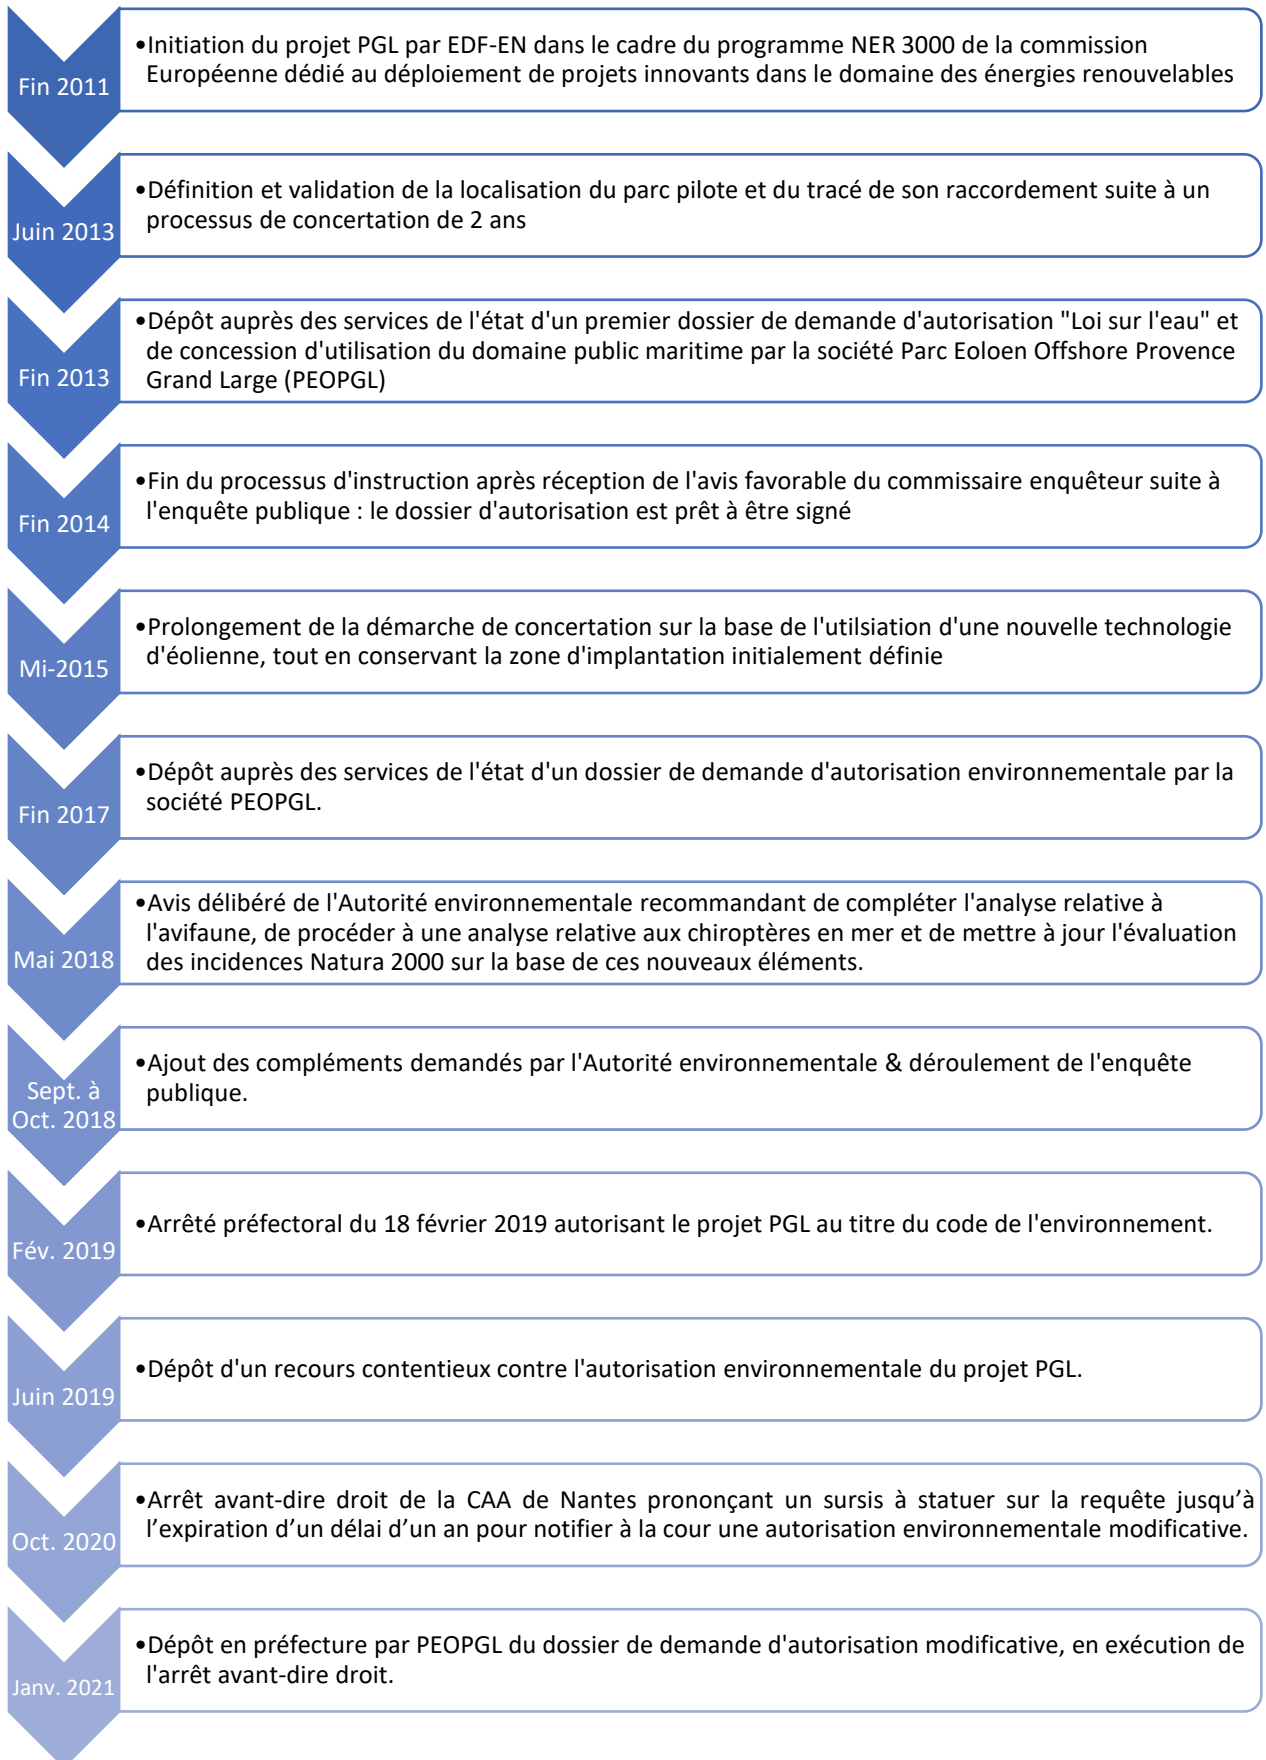 Fin 2011
•Initiation du projet PGL par EDF-EN dans le cadre du programme NER 3000 de la commission
Européenne dédié au déploiement de projets innovants dans le domaine des énergies renouvelables
Juin 2013
•Définition et validation de la localisation du parc pilote et du tracé de son raccordement suite à un
processus de concertation de 2 ans
Fin 2013
•Dépôt auprès des services de l'état d'un premier dossier de demande d'autorisation "Loi sur l'eau" et
de concession d'utilisation du domaine public maritime par la société Parc Eoloen Offshore Provence
Grand Large (PEOPGL)
Fin 2014
•Fin du processus d'instruction après réception de l'avis favorable du commissaire enquêteur suite à
l'enquête publique : le dossier d'autorisation est prêt à être signé
Mi-2015
•Prolongement de la démarche de concertation sur la base de l'utilsiation d'une nouvelle technologie
d'éolienne, tout en conservant la zone d'implantation initialement définie
Fin 2017
•Dépôt auprès des services de l'état d'un dossier de demande d'autorisation environnementale par la
société PEOPGL.
Mai 2018
•Avis délibéré de l'Autorité environnementale recommandant de compléter l'analyse relative à
l'avifaune, de procéder à une analyse relative aux chiroptères en mer et de mettre à jour l'évaluation
des incidences Natura 2000 sur la base de ces nouveaux éléments.
Sept. à
Oct. 2018
•Ajout des compléments demandés par l'Autorité environnementale & déroulement de l'enquête
publique.
Fév. 2019
•Arrêté préfectoral du 18 février 2019 autorisant le projet PGL au titre du code de l'environnement.
Juin 2019
•Dépôt d'un recours contentieux contre l'autorisation environnementale du projet PGL.
Oct. 2020
•Arrêt avant-dire droit de la CAA de Nantes prononçant un sursis à statuer sur la requête jusqu’à
l’expiration d’un délai d’un an pour notifier à la cour une autorisation environnementale modificative.
Janv. 2021
•Dépôt en préfecture par PEOPGL du dossier de demande d'autorisation modificative, en exécution de
l'arrêt avant-dire droit.